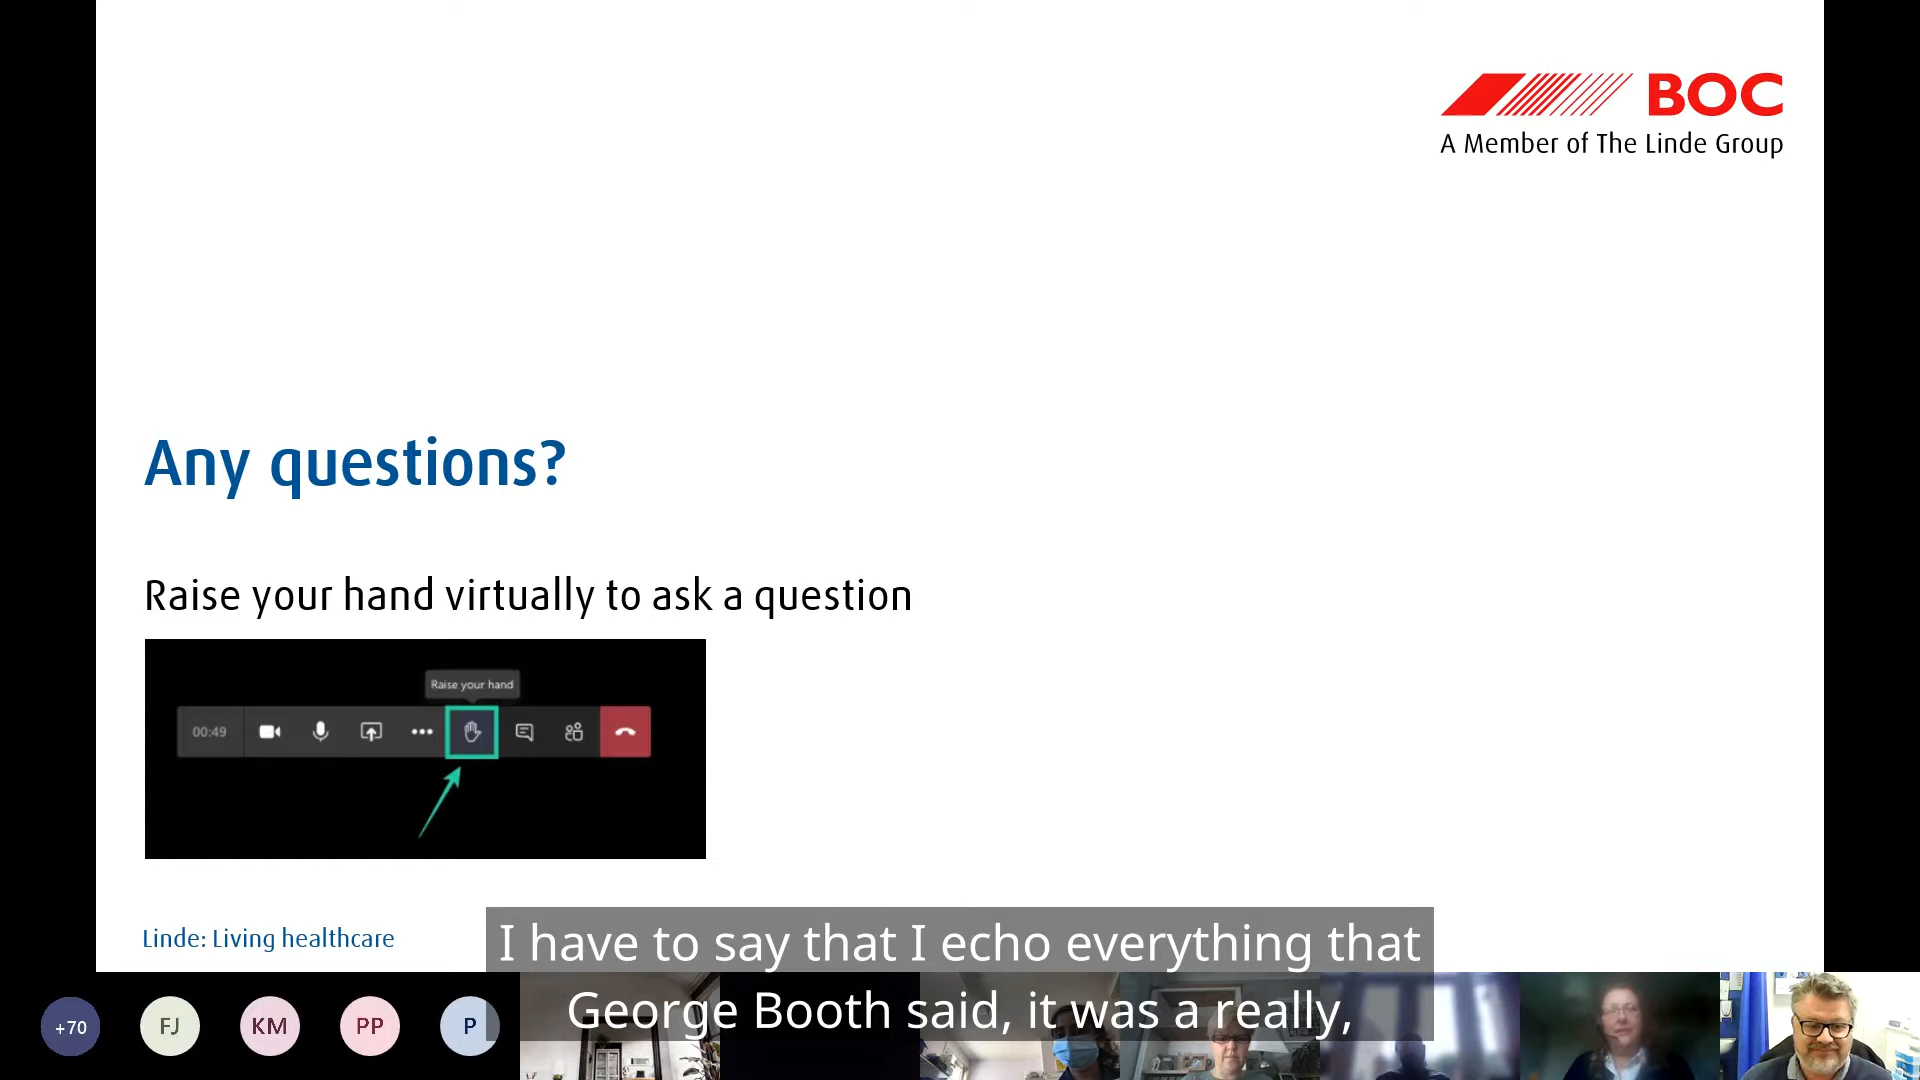 BOC
A Member of The Linde Group
Any questions?
Raise your hand virtually to ask a question
Raise your hand
00:49
Linde: Living healthcare
I have to say that I echo everything that
George Booth said, it was a really,
+70
FJ
KM
PP
P